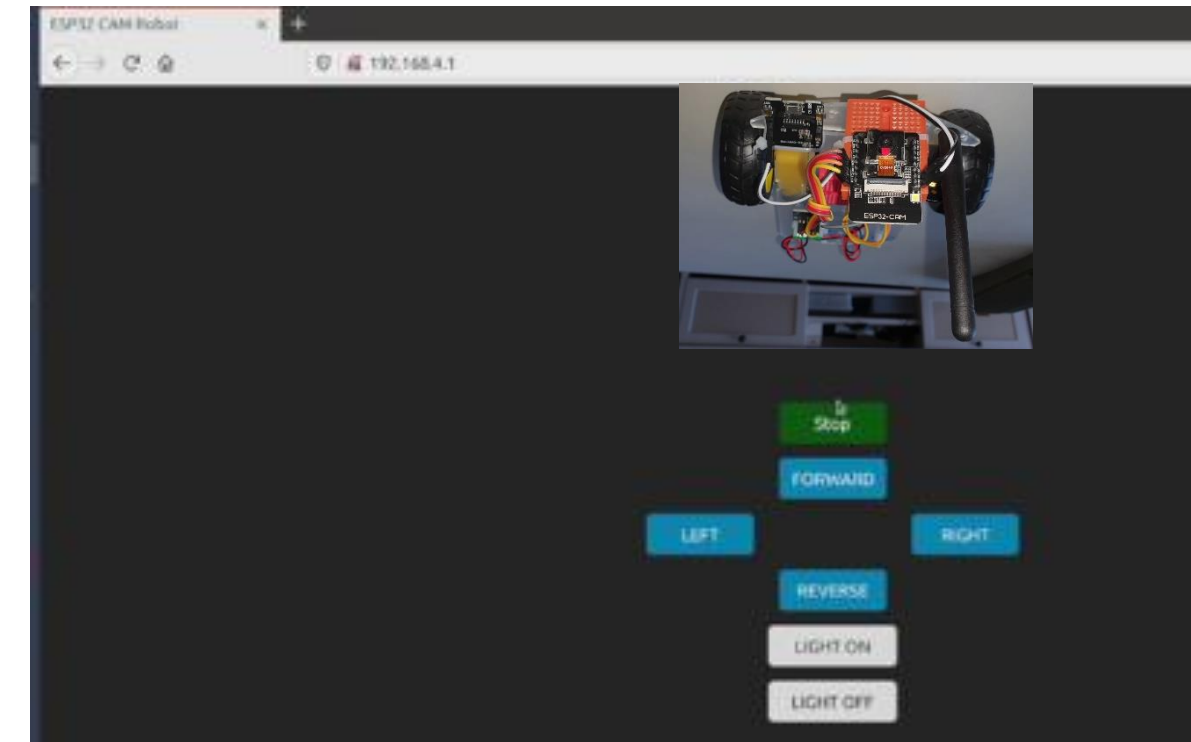 ESP32 CAM Robot
192.168.4.1
ESP32-CAM
Stop
FORWARD
LEFT
RIGHT
REVERSE
LIGHT ON
LIGHT OFF